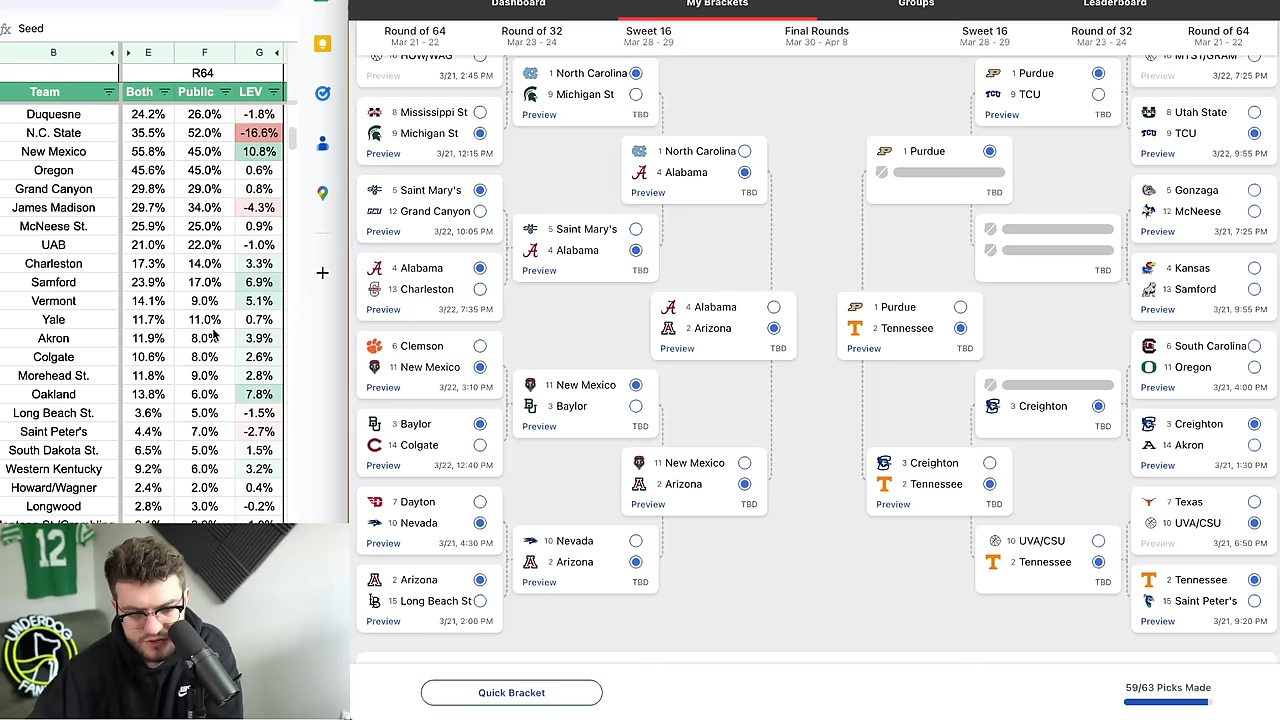 fx Seed
B E F G
R64
Team Both Public LEV
Duquesne 24.2% 26.0% -1.8%
N.C. State 35.5% 52.0% -16.6%
New Mexico 55.8% 45.0% 10.8%
Oregon 45.6% 45.0% 0.6%
Grand Canyon 29.8% 29.0% 0.8%
James Madison 29.7% 34.0% -4.3%
McNeese St. 25.9% 25.0% 0.9%
UAB 21.0% 22.0% -1.0%
Charleston 17.3% 14.0% 3.3%
Samford 23.9% 17.0% 6.9%
Vermont 14.1% 9.0% 5.1%
Yale 11.7% 11.0% 0.7%
Akron 11.9% 8.0% 3.9%
Colgate 10.6% 8.0% 2.6%
Morehead St. 11.8% 9.0% 2.8%
Oakland 13.8% 6.0% 7.8%
Long Beach St. 3.6% 5.0% -1.5%
Saint Peter's 4.4% 7.0% -2.7%
South Dakota St. 6.5% 5.0% 1.5%
Western Kentucky 9.2% 6.0% 3.2%
Howard/Wagner 2.4% 2.0% 0.4%
Longwood 2.8% 3.0% -0.2%
12
UNDERDOG
Dashboard My Brackets Groups Leaderboard
Round of 64 Round of 32 Sweet 16 Final Rounds Sweet 16 Round of 32 Round of 64
Mar 21 - 22 Mar 23 - 24 Mar 28 - 29 Mar 30 - Apr 8 Mar 28 - 29 Mar 23 - 24 Mar 21 - 22
16 HOW/WAG
Preview 3/21, 2:45 PM
8 Mississippi St
9 Michigan St
Preview 3/21, 12:15 PM
5 Saint Mary's
12 Grand Canyon
Preview 3/22, 10:05 PM
4 Alabama
13 Charleston
Preview 3/22, 7:35 PM
6 Clemson
11 New Mexico
Preview 3/22, 3:10 PM
3 Baylor
14 Colgate
Preview 3/22, 12:40 PM
7 Dayton
10 Nevada
Preview 3/21, 4:30 PM
2 Arizona
15 Long Beach St
Preview 3/21, 2:00 PM
1 North Carolina
9 Michigan St
Preview TBD
5 Saint Mary's
4 Alabama
Preview TBD
11 New Mexico
3 Baylor
Preview TBD
10 Nevada
2 Arizona
Preview TBD
1 North Carolina
4 Alabama
Preview TBD
11 New Mexico
2 Arizona
Preview TBD
4 Alabama
2 Arizona
Preview TBD
1 Purdue
2 Tennessee
Preview TBD
1 Purdue
TBD
3 Creighton
2 Tennessee
Preview TBD
1 Purdue
9 TCU
Preview TBD
TBD
3 Creighton
TBD
10 UVA/CSU
2 Tennessee
TBD
16 MTST/GRAM
Preview 3/22, 7:25 PM
8 Utah State
9 TCU
Preview 3/22, 9:55 PM
5 Gonzaga
12 McNeese
Preview 3/21, 7:25 PM
4 Kansas
13 Samford
Preview 3/21, 9:55 PM
6 South Carolina
11 Oregon
Preview 3/21, 4:00 PM
3 Creighton
14 Akron
Preview 3/21, 1:30 PM
7 Texas
10 UVA/CSU
Preview 3/21, 6:50 PM
2 Tennessee
15 Saint Peter's
Preview 3/21, 9:20 PM
Quick Bracket
59/63 Picks Made